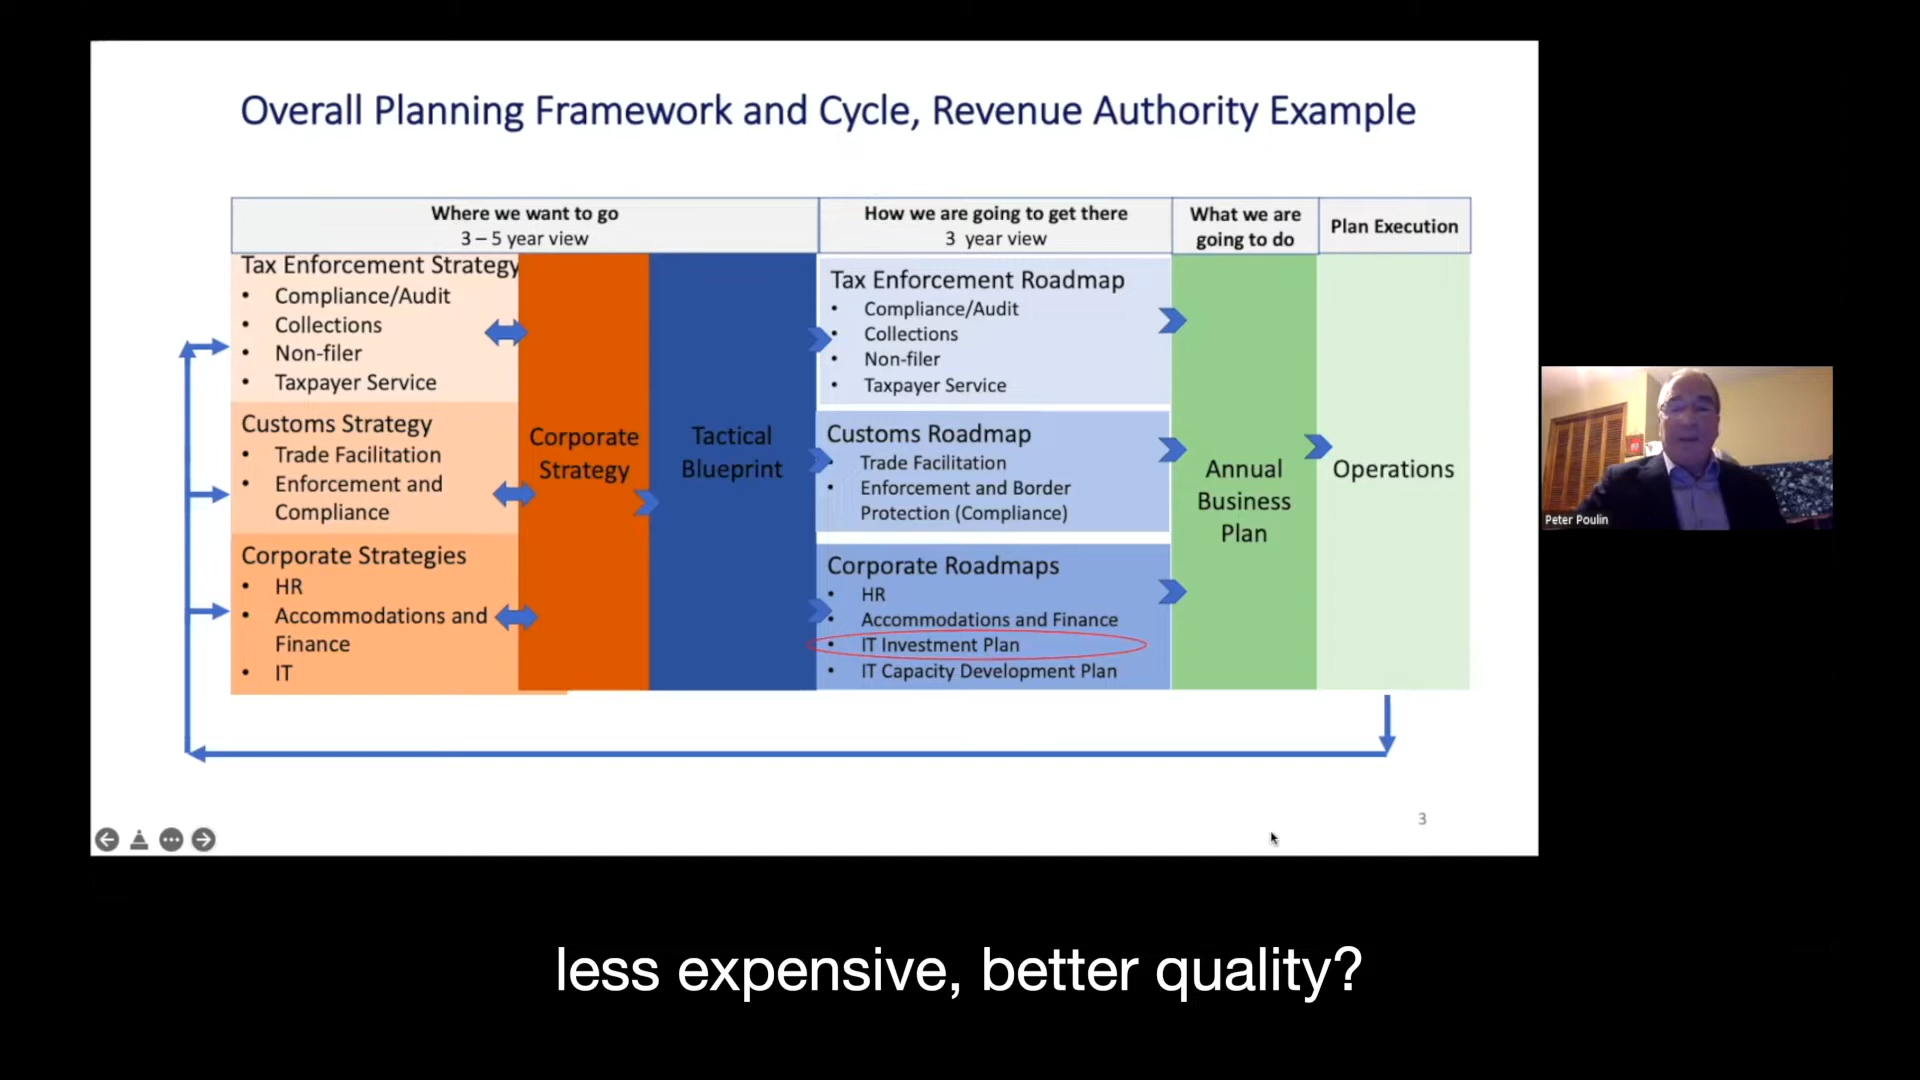 Overall Planning Framework and Cycle, Revenue Authority Example
Where we want to go
3 – 5 year view
How we are going to get there
3 year view
What we are
going to do
Plan Execution
Tax Enforcement Strategy
• Compliance/Audit
• Collections
• Non-filer
• Taxpayer Service
Customs Strategy
• Trade Facilitation
• Enforcement and
Compliance
Corporate Strategies
• HR
• Accommodations and
Finance
• IT
Corporate
Strategy
Tactical
Blueprint
Tax Enforcement Roadmap
• Compliance/Audit
• Collections
• Non-filer
• Taxpayer Service
Customs Roadmap
• Trade Facilitation
• Enforcement and Border
Protection (Compliance)
Corporate Roadmaps
• HR
• Accommodations and Finance
• IT Investment Plan
• IT Capacity Development Plan
Annual
Business
Plan
Operations
3
Peter Poulin
less expensive, better quality?